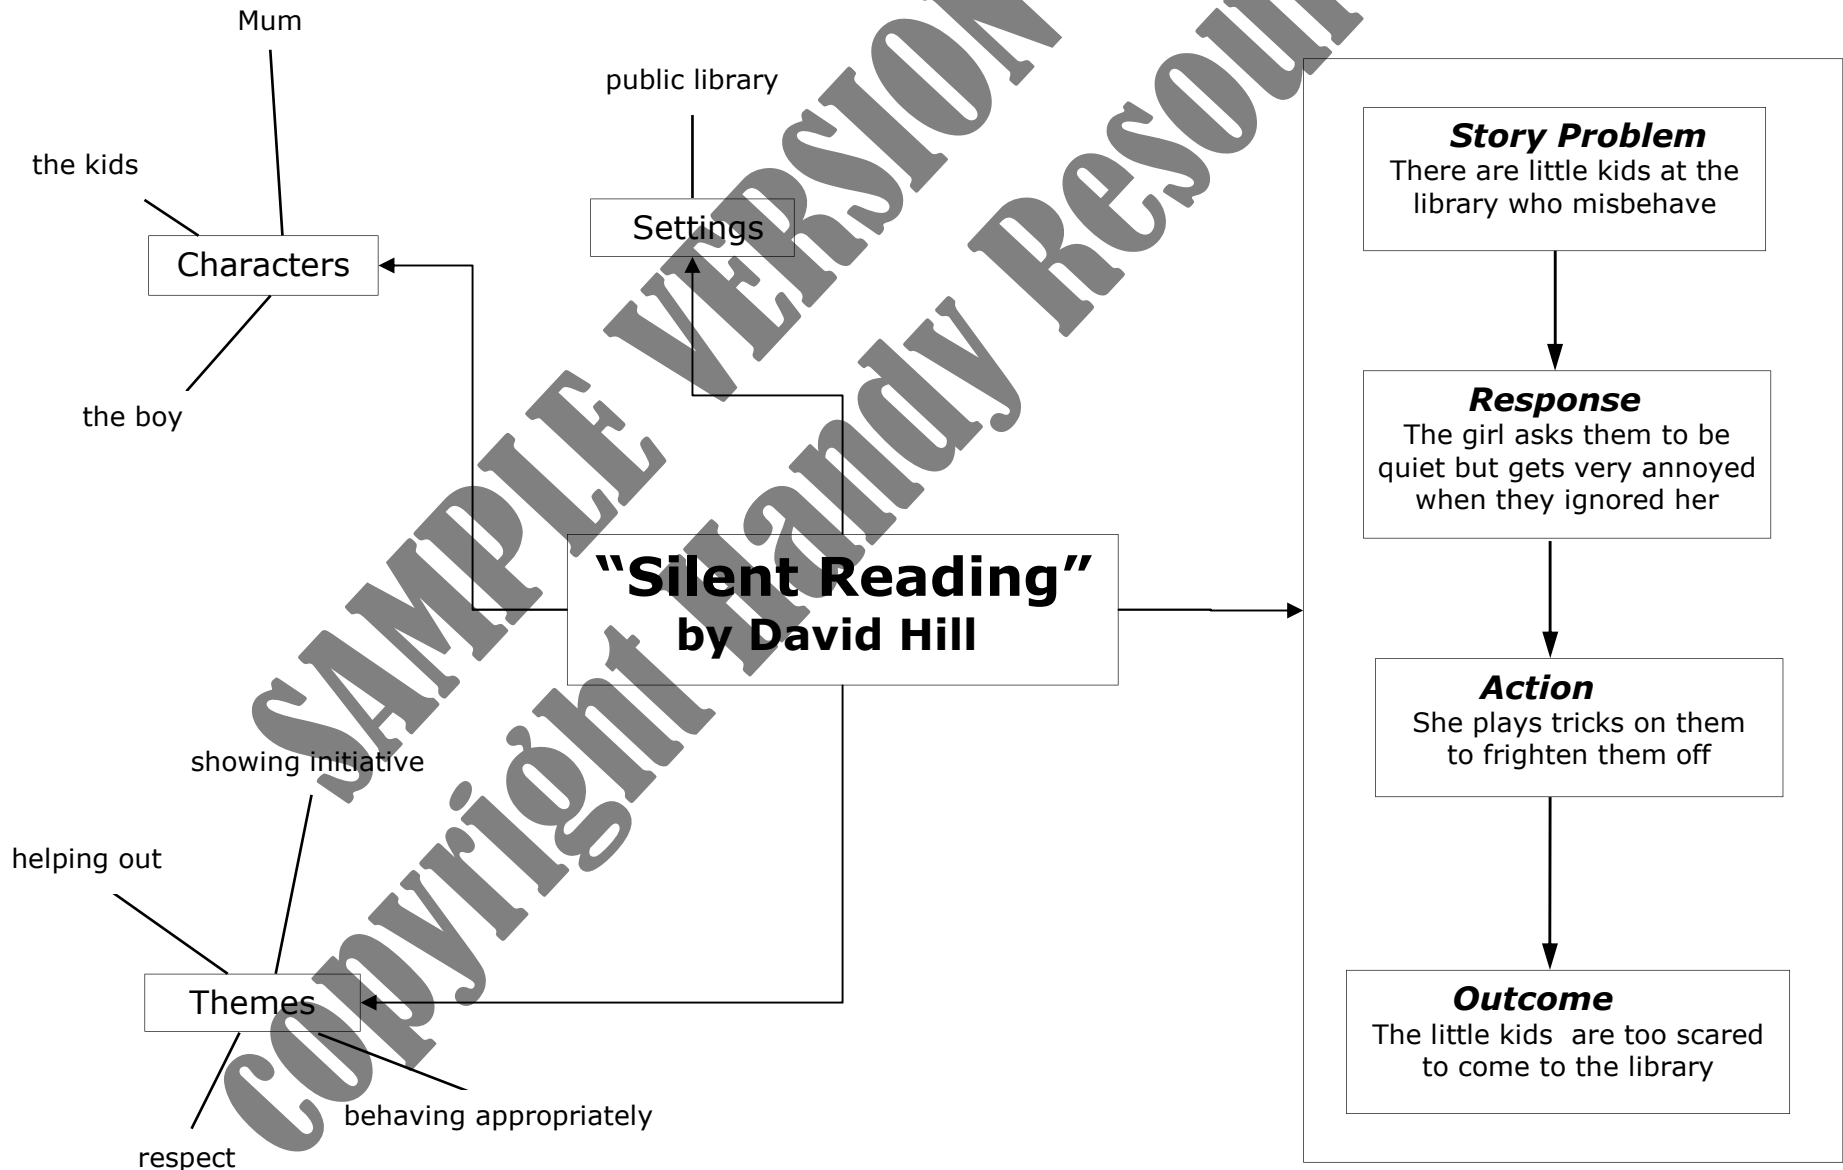 Mum
the kids
Characters
the boy
public library
Settings
"Silent Reading"
by David Hill
showing initiative
helping out
Themes
behaving appropriately
respect
Story Problem
There are little kids at the
library who misbehave
Response
The girl asks them to be
quiet but gets very annoyed
when they ignored her
Action
She plays tricks on them
to frighten them off
Outcome
The little kids  are too scared
to come to the library
SAMPLE VERSION
copyright Handy